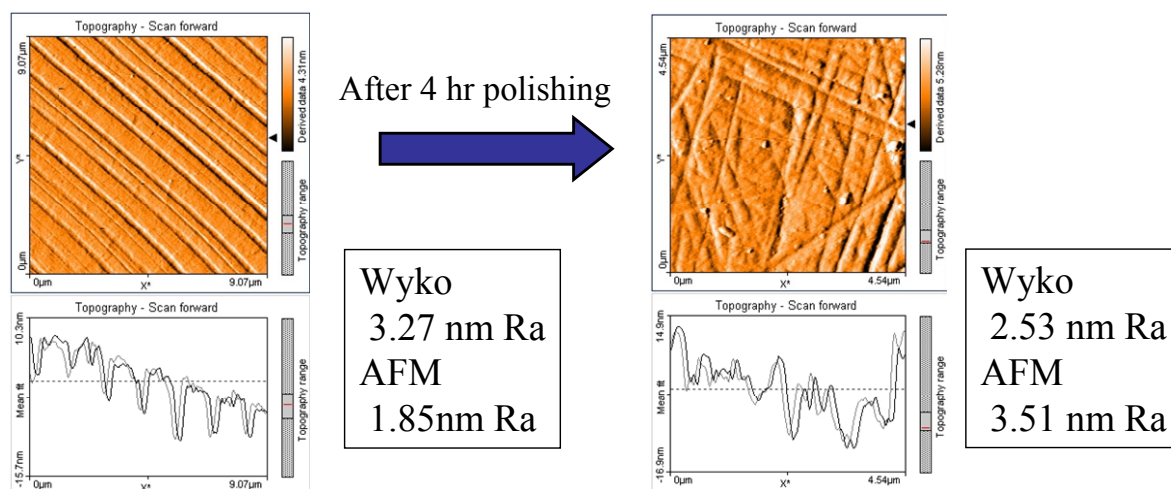 Topography - Scan forward
9.07µm
Y*
0µm
0µm
X*
9.07µm
Derived data 4.31nm
Topography range
Topography - Scan forward
10.3nm
Mean fit
-15.7nm
0µm
X*
9.07µm
Topography range
After 4 hr polishing
Wyko
3.27 nm Ra
AFM
1.85nm Ra
Topography - Scan forward
4.54µm
Y*
0µm
0µm
X*
4.54µm
Derived data 5.28nm
Topography range
Topography - Scan forward
14.9nm
Mean fit
-16.9nm
0µm
X*
4.54µm
Topography range
Wyko
2.53 nm Ra
AFM
3.51 nm Ra